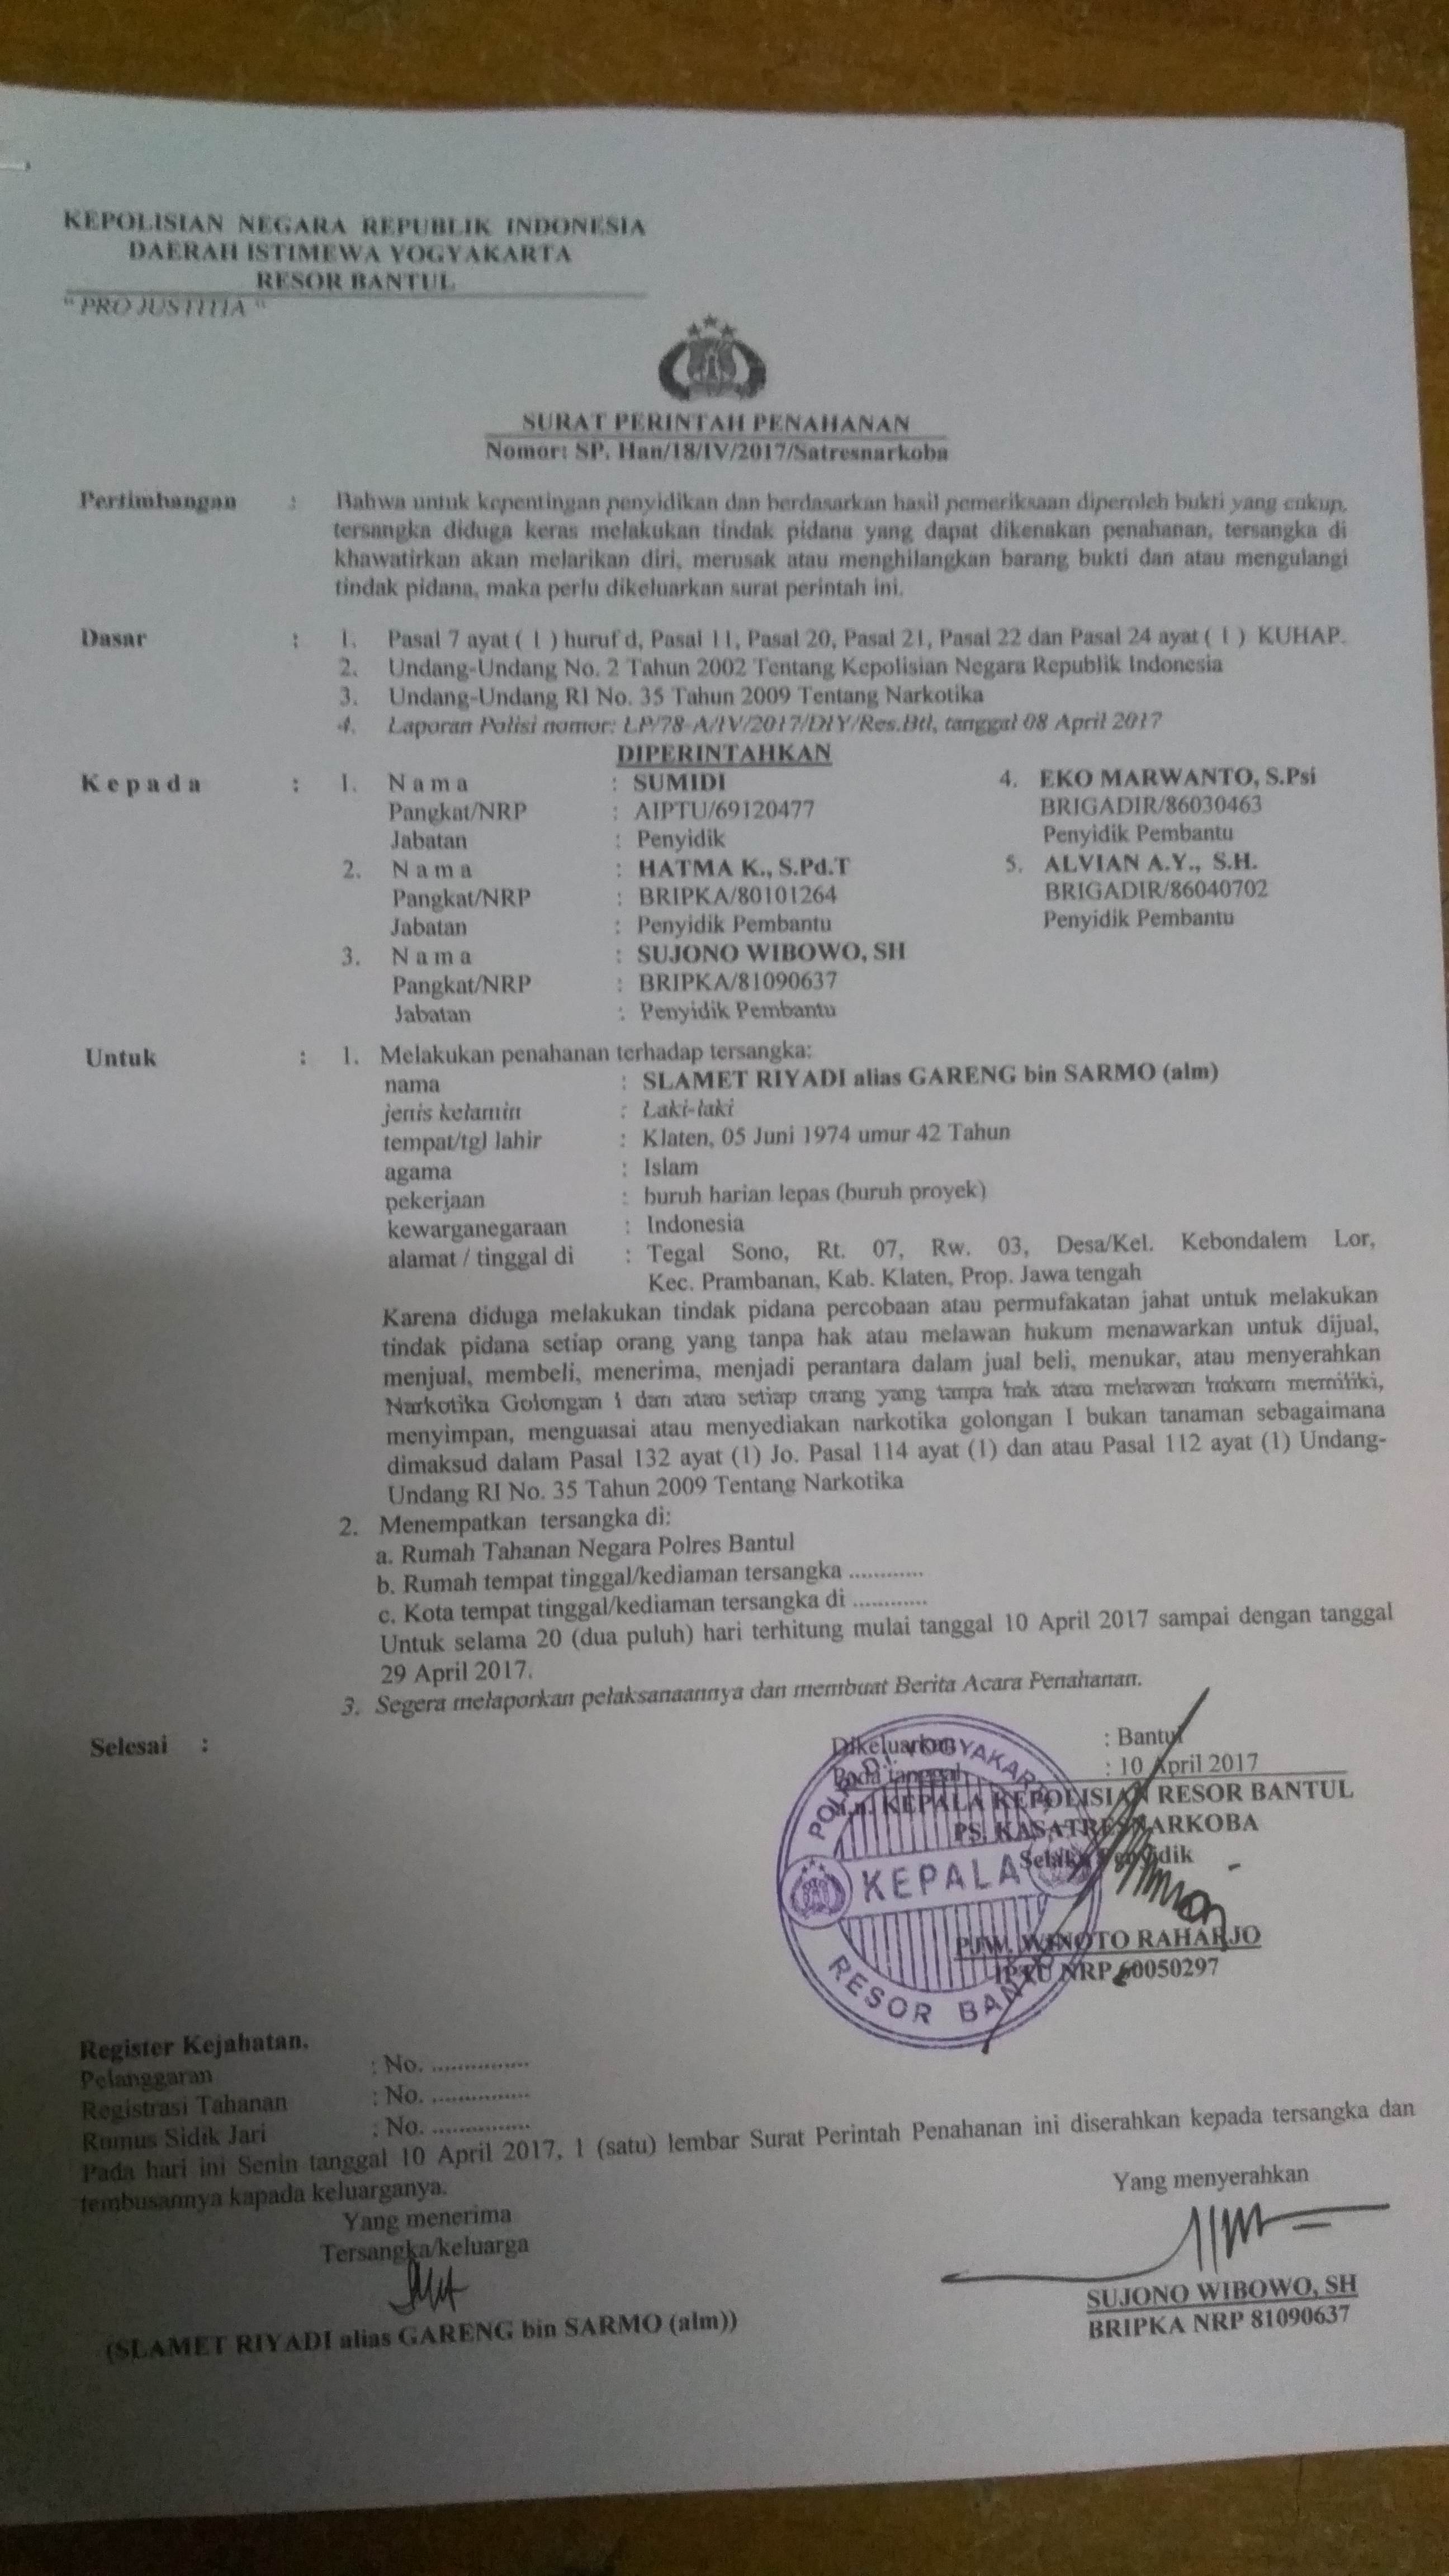 KEPOLISIAN NEGARA REPUBLIK INDONESIA
DAERAH ISTIMEWA YOGYAKARTA
RESOR BANTUL
" PRO JUSTITIA "
SURAT PERINTAH PENAHANAN
Nomor: SP. Han/18/IV/2017/Satresnarkoba
Pertimbangan : Bahwa untuk kepentingan penyidikan dan berdasarkan hasil pemeriksaan diperoleh bukti yang cukup,
tersangka diduga keras melakukan tindak pidana yang dapat dikenakan penahanan, tersangka di
khawatirkan akan melarikan diri, merusak atau menghilangkan barang bukti dan atau mengulangi
tindak pidana, maka perlu dikeluarkan surat perintah ini.
Dasar : 1. Pasal 7 ayat ( 1 ) huruf d, Pasal 11, Pasal 20, Pasal 21, Pasal 22 dan Pasal 24 ayat ( 1 ) KUHAP.
2. Undang-Undang No. 2 Tahun 2002 Tentang Kepolisian Negara Republik Indonesia
3. Undang-Undang RI No. 35 Tahun 2009 Tentang Narkotika
4. Laporan Polisi nomor: LP/78-A/IV/2017/DIY/Res.Btl, tanggal 08 April 2017
DIPERINTAHKAN
Kepada : 1. Nama : SUMIDI 4. EKO MARWANTO, S.Psi
Pangkat/NRP : AIPTU/69120477 BRIGADIR/86030463
Jabatan : Penyidik Penyidik Pembantu
2. Nama : HATMA K., S.Pd.T 5. ALVIAN A.Y., S.H.
Pangkat/NRP : BRIPKA/80101264 BRIGADIR/86040702
Jabatan : Penyidik Pembantu Penyidik Pembantu
3. Nama : SUJONO WIBOWO, SH
Pangkat/NRP : BRIPKA/81090637
Jabatan : Penyidik Pembantu
Untuk : 1. Melakukan penahanan terhadap tersangka:
nama : SLAMET RIYADI alias GARENG bin SARMO (alm)
jenis kelamin : Laki-laki
tempat/tgl lahir : Klaten, 05 Juni 1974 umur 42 Tahun
agama : Islam
pekerjaan : buruh harian lepas (buruh proyek)
kewarganegaraan : Indonesia
alamat / tinggal di : Tegal Sono, Rt. 07, Rw. 03, Desa/Kel. Kebondalem Lor,
Kec. Prambanan, Kab. Klaten, Prop. Jawa tengah
Karena diduga melakukan tindak pidana percobaan atau permufakatan jahat untuk melakukan
tindak pidana setiap orang yang tanpa hak atau melawan hukum menawarkan untuk dijual,
menjual, membeli, menerima, menjadi perantara dalam jual beli, menukar, atau menyerahkan
Narkotika Golongan I dan atau setiap orang yang tanpa hak atau melawan hukum memiliki,
menyimpan, menguasai atau menyediakan narkotika golongan I bukan tanaman sebagaimana
dimaksud dalam Pasal 132 ayat (1) Jo. Pasal 114 ayat (1) dan atau Pasal 112 ayat (1) Undang-
Undang RI No. 35 Tahun 2009 Tentang Narkotika
2. Menempatkan tersangka di:
a. Rumah Tahanan Negara Polres Bantul
b. Rumah tempat tinggal/kediaman tersangka ............
c. Kota tempat tinggal/kediaman tersangka di ............
Untuk selama 20 (dua puluh) hari terhitung mulai tanggal 10 April 2017 sampai dengan tanggal
29 April 2017.
3. Segera melaporkan pelaksanaannya dan membuat Berita Acara Penahanan.
Selesai :
Dikeluarkan : Bantul
Pada tanggal : 10 April 2017
a.n. KEPALA KEPOLISIAN RESOR BANTUL
PS. KASATRESNARKOBA
Selaku Penyidik
POLDA D.I. YOGYAKARTA
KEPALA
RESOR BANTUL
PJW. WINOTO RAHARJO
IPTU NRP 60050297
Register Kejahatan.
Pelanggaran : No. ...............
Registrasi Tahanan : No. ...............
Rumus Sidik Jari : No. ...............
Pada hari ini Senin tanggal 10 April 2017, 1 (satu) lembar Surat Perintah Penahanan ini diserahkan kepada tersangka dan
tembusannya kapada keluarganya.
Yang menerima Yang menyerahkan
Tersangka/keluarga
(SLAMET RIYADI alias GARENG bin SARMO (alm)) SUJONO WIBOWO, SH
BRIPKA NRP 81090637